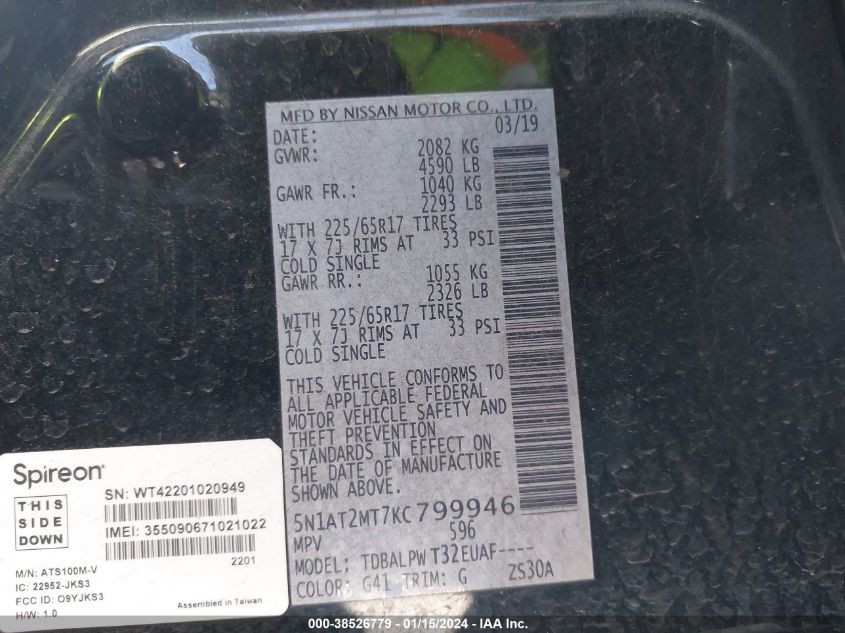 MFD BY NISSAN MOTOR CO., LTD.
DATE: 03/19
GVWR: 2082 KG
4590 LB
GAWR FR.: 1040 KG
2293 LB
WITH 225/65R17 TIRES
17 X 7J RIMS AT 33 PSI
COLD SINGLE
GAWR RR.: 1055 KG
2326 LB
WITH 225/65R17 TIRES
17 X 7J RIMS AT 33 PSI
COLD SINGLE
THIS VEHICLE CONFORMS TO
ALL APPLICABLE FEDERAL
MOTOR VEHICLE SAFETY AND
THEFT PREVENTION
STANDARDS IN EFFECT ON
THE DATE OF MANUFACTURE
SHOWN ABOVE.
5N1AT2MT7KC799946
MPV 596
MODEL: TDBALPW T32EUAF----
COLOR: G41 TRIM: G ZS30A
Spireon
THIS
SIDE
DOWN
SN: WT42201020949
IMEI: 355090671021022
2201
M/N: ATS100M-V
IC: 22952-JKS3
FCC ID: O9YJKS3
H/W: 1.0
Assembled in Taiwan
000-38526779 - 01/15/2024 - IAA Inc.